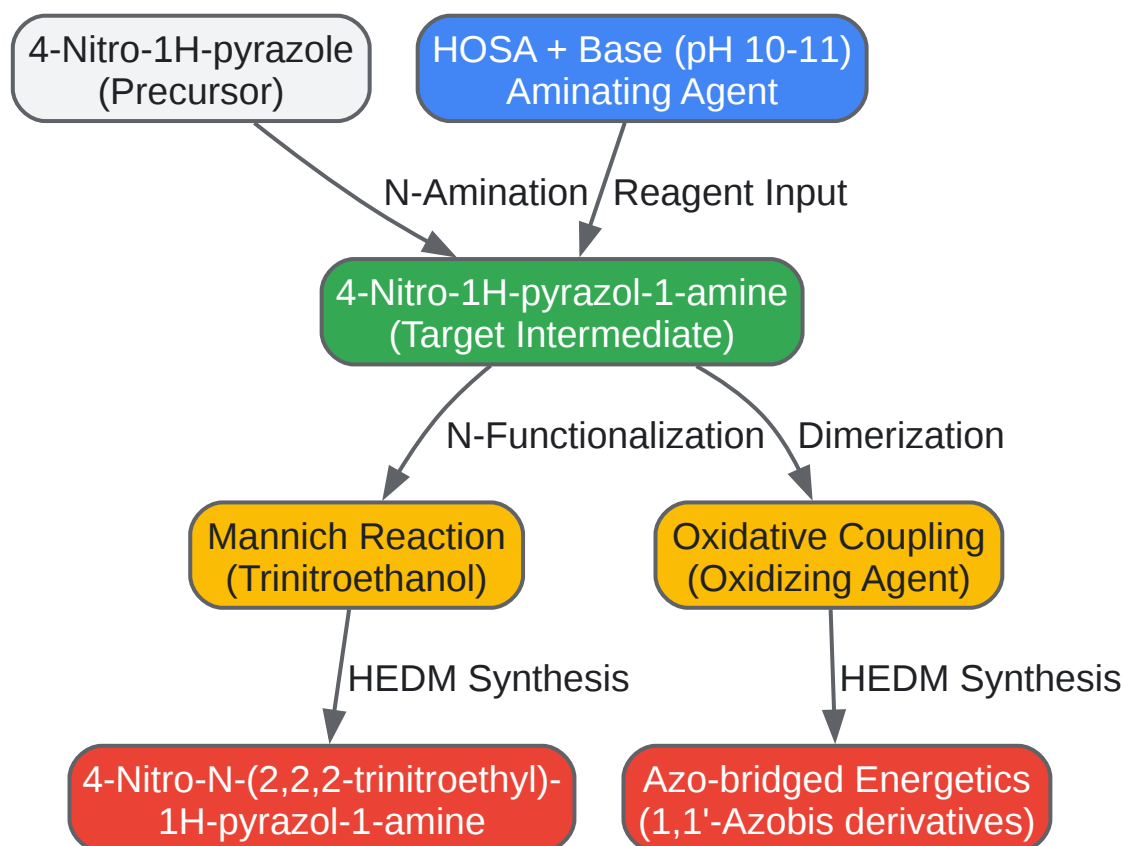 4-Nitro-1H-pyrazole
(Precursor)
HOSA + Base (pH 10-11)
Aminating Agent
N-Amination
Reagent Input
4-Nitro-1H-pyrazol-1-amine
(Target Intermediate)
N-Functionalization
Dimerization
Mannich Reaction
(Trinitroethanol)
Oxidative Coupling
(Oxidizing Agent)
HEDM Synthesis
HEDM Synthesis
4-Nitro-N-(2,2,2-trinitroethyl)-
1H-pyrazol-1-amine
Azo-bridged Energetics
(1,1'-Azobis derivatives)